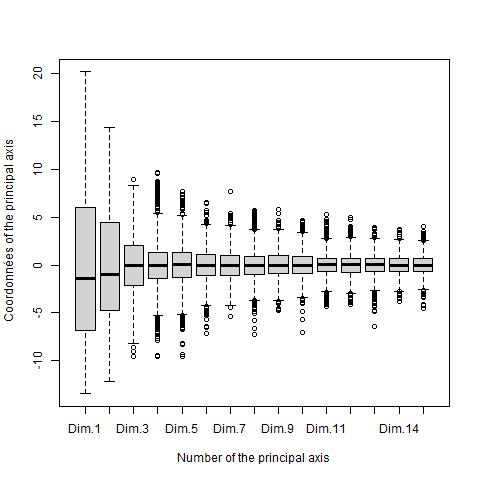 Coordonnées of the principal axis
20
15
10
5
0
-5
-10
Dim.1 Dim.3 Dim.5 Dim.7 Dim.9 Dim.11 Dim.14
Number of the principal axis